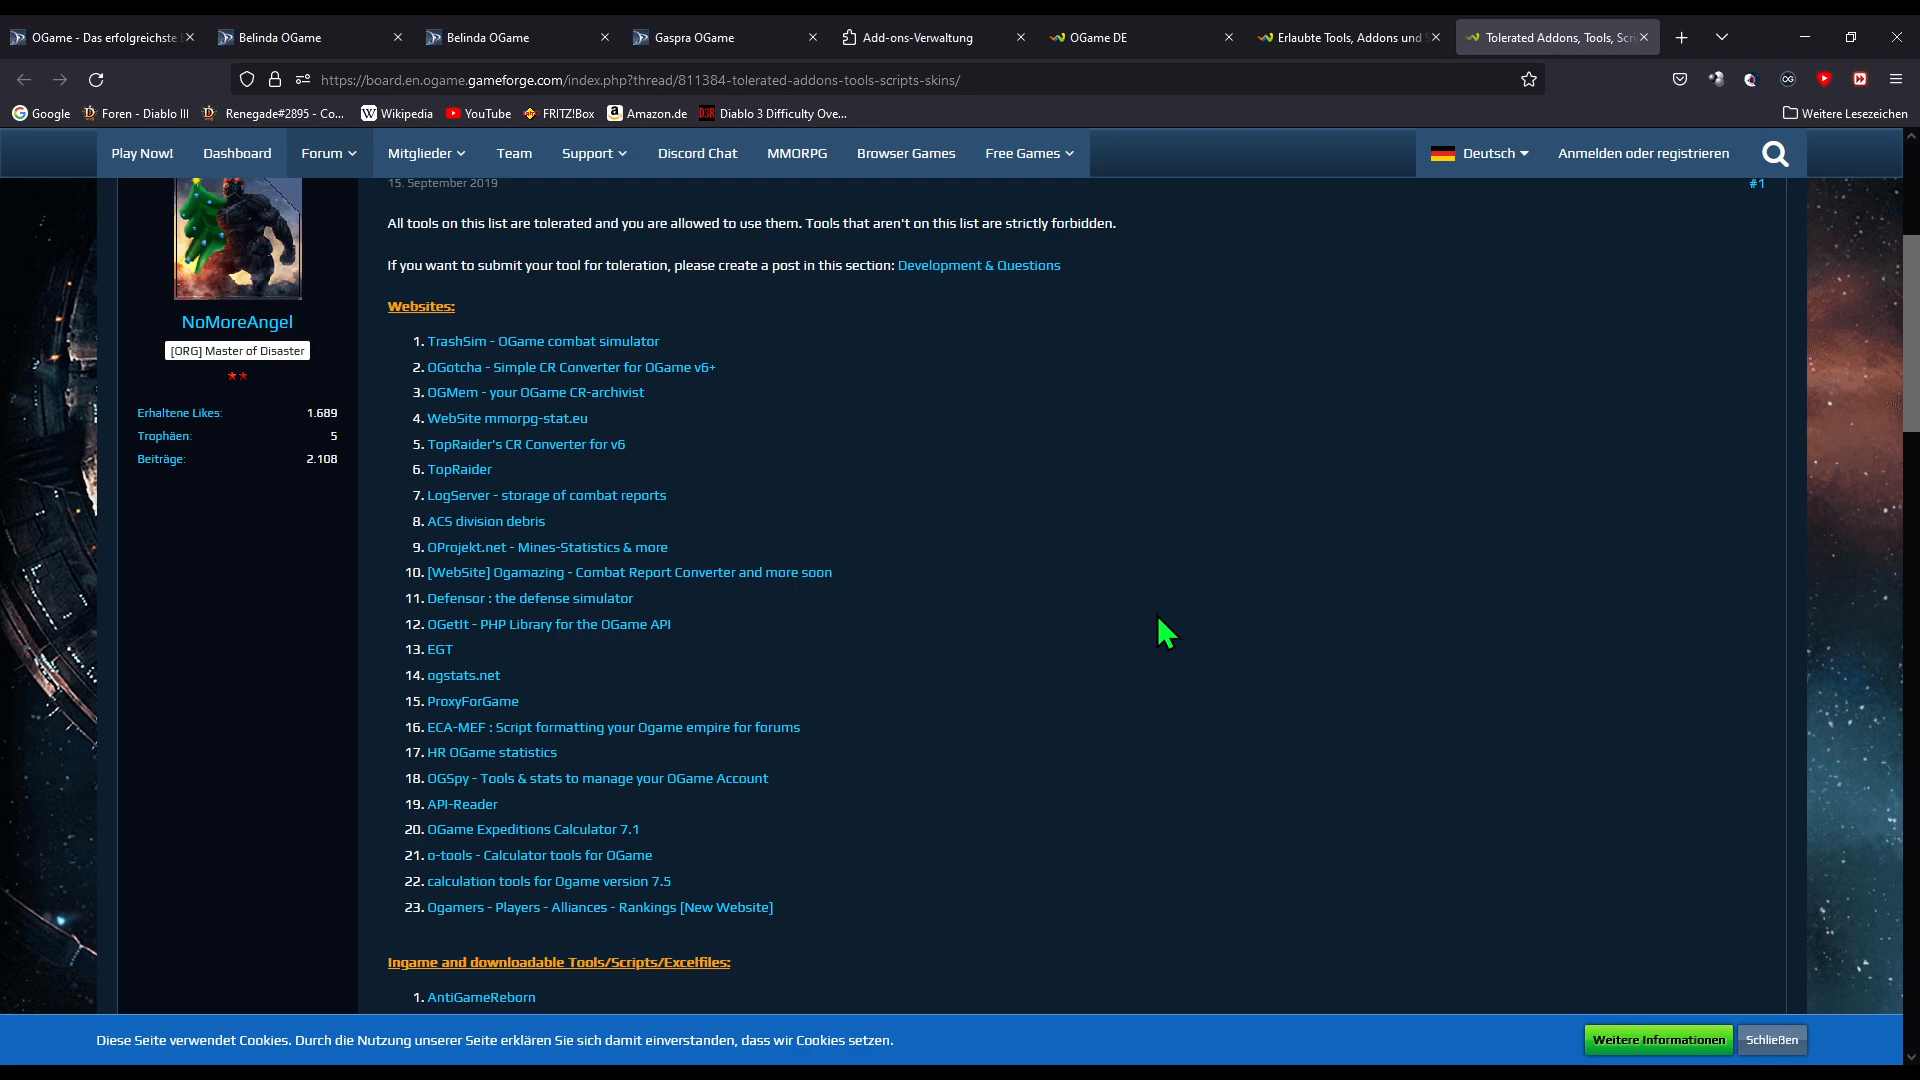 OGame - Das erfolgreichste
Belinda OGame
Belinda OGame
Gaspra OGame
Add-ons-Verwaltung
OGame DE
Erlaubte Tools, Addons und
Tolerated Addons, Tools, Scri
https://board.en.ogame.gameforge.com/index.php?thread/811384-tolerated-addons-tools-scripts-skins/
Google
Foren - Diablo III
Renegade#2895 - Co...
Wikipedia
YouTube
FRITZ!Box
Amazon.de
Diablo 3 Difficulty Ove...
Weitere Lesezeichen
Play Now!
Dashboard
Forum
Mitglieder
Team
Support
Discord Chat
MMORPG
Browser Games
Free Games
Deutsch
Anmelden oder registrieren
15. September 2019
#1
All tools on this list are tolerated and you are allowed to use them. Tools that aren't on this list are strictly forbidden.
If you want to submit your tool for toleration, please create a post in this section: Development & Questions
NoMoreAngel
[ORG] Master of Disaster
Erhaltene Likes: 1.689
Trophäen: 5
Beiträge: 2.108
Websites:
1. TrashSim - OGame combat simulator
2. OGotcha - Simple CR Converter for OGame v6+
3. OGMem - your OGame CR-archivist
4. WebSite mmorpg-stat.eu
5. TopRaider's CR Converter for v6
6. TopRaider
7. LogServer - storage of combat reports
8. ACS division debris
9. OProjekt.net - Mines-Statistics & more
10. [WebSite] Ogamazing - Combat Report Converter and more soon
11. Defensor : the defense simulator
12. OGetIt - PHP Library for the OGame API
13. EGT
14. ogstats.net
15. ProxyForGame
16. ECA-MEF : Script formatting your Ogame empire for forums
17. HR OGame statistics
18. OGSpy - Tools & stats to manage your OGame Account
19. API-Reader
20. OGame Expeditions Calculator 7.1
21. o-tools - Calculator tools for OGame
22. calculation tools for Ogame version 7.5
23. Ogamers - Players - Alliances - Rankings [New Website]
Ingame and downloadable Tools/Scripts/Excelfiles:
1. AntiGameReborn
Diese Seite verwendet Cookies. Durch die Nutzung unserer Seite erklären Sie sich damit einverstanden, dass wir Cookies setzen.
Weitere Informationen
Schließen